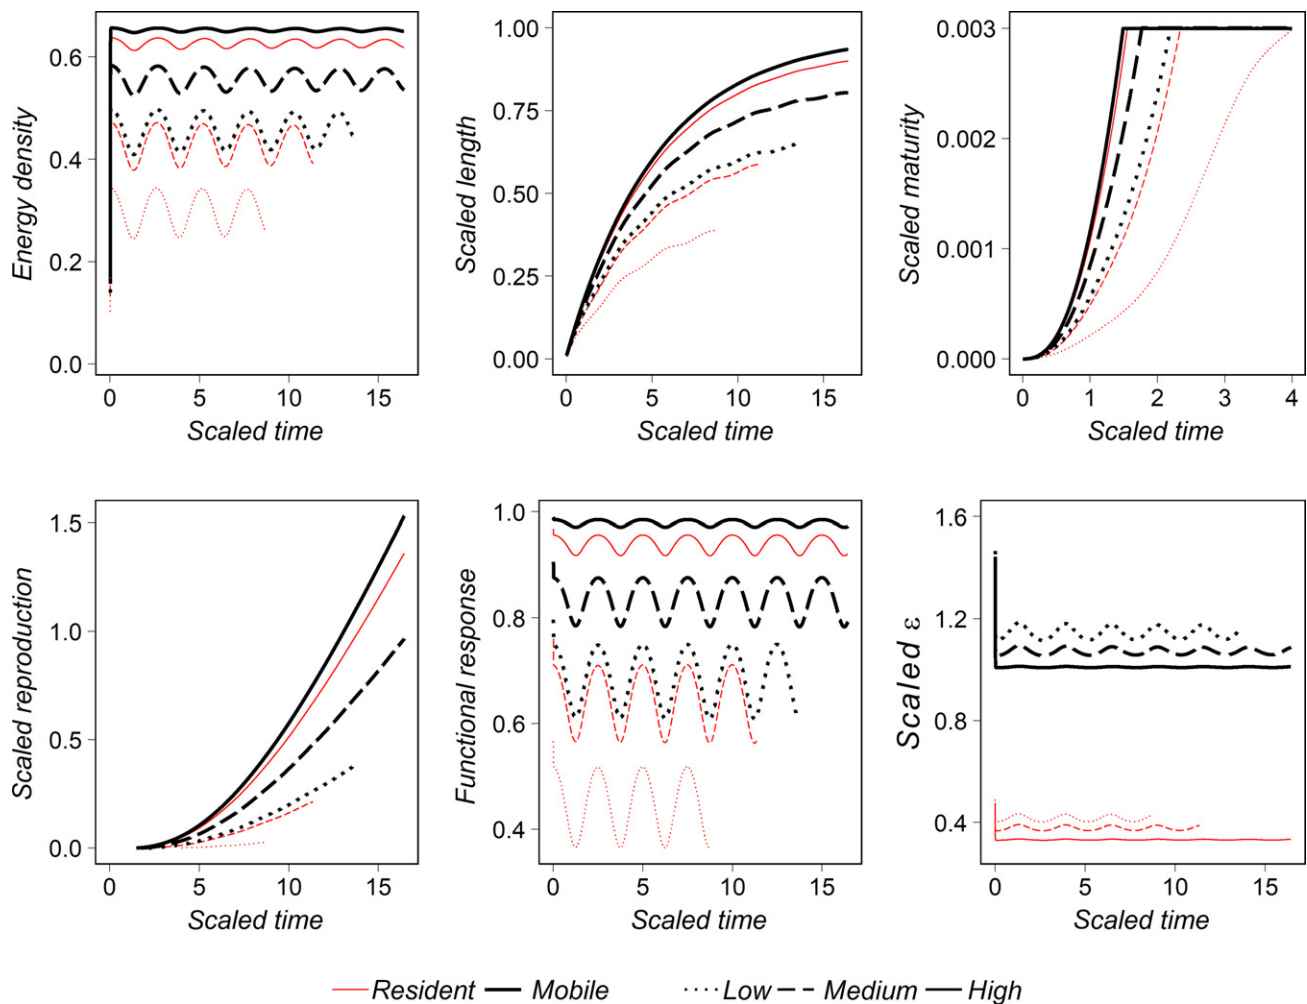 Energy density
0.6
0.4
0.2
0.0
0 5 10 15
Scaled time
Scaled length
1.00
0.75
0.50
0.25
0.00
0 5 10 15
Scaled time
Scaled maturity
0.003
0.002
0.001
0.000
0 1 2 3 4
Scaled time
Scaled reproduction
1.5
1.0
0.5
0.0
0 5 10 15
Scaled time
Functional response
1.0
0.8
0.6
0.4
0 5 10 15
Scaled time
Scaled ε
1.6
1.2
0.8
0.4
0 5 10 15
Scaled time
Resident Mobile Low Medium High